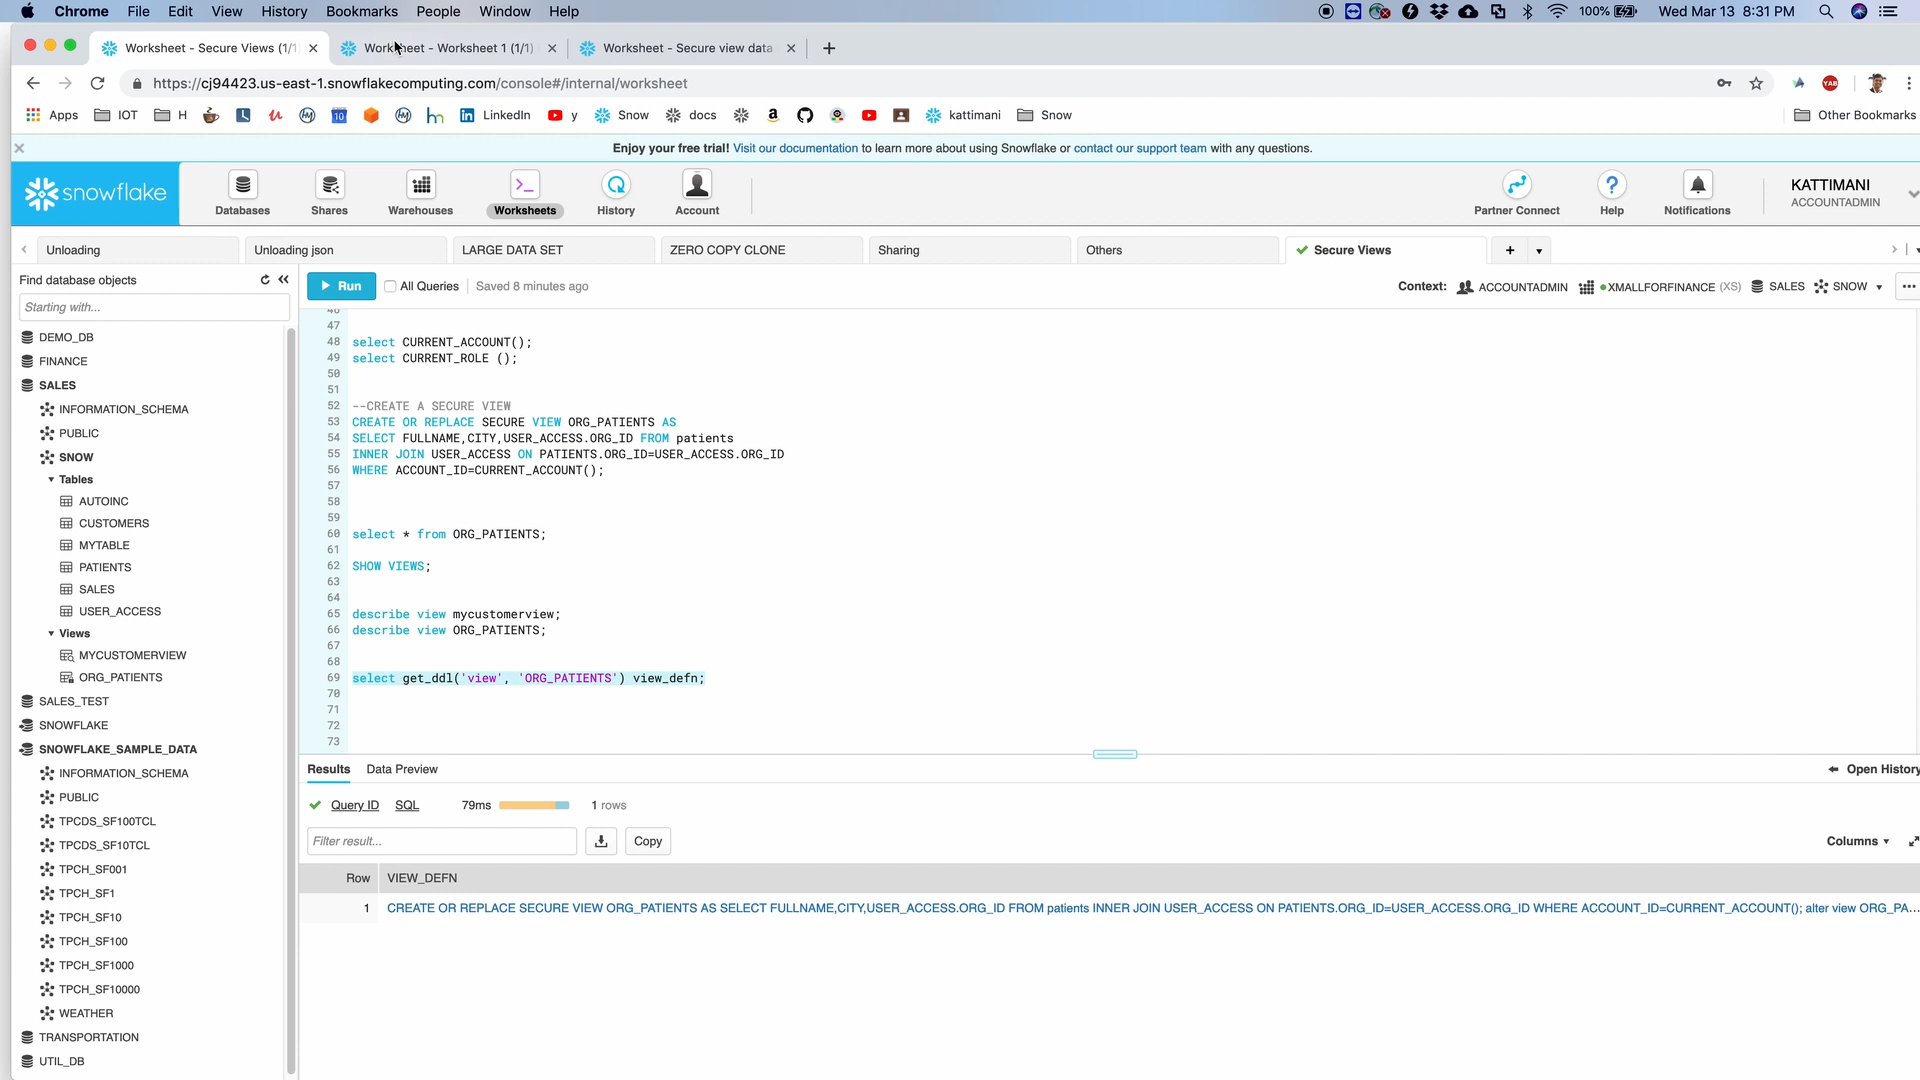 Chrome File Edit View History Bookmarks People Window Help 100% Wed Mar 13 8:31 PM
Worksheet - Secure Views (1/1) Worksheet - Worksheet 1 (1/1) Worksheet - Secure view data
https://cj94423.us-east-1.snowflakecomputing.com/console#/internal/worksheet
Apps IOT H LinkedIn y Snow docs kattimani Snow Other Bookmarks
Enjoy your free trial! Visit our documentation to learn more about using Snowflake or contact our support team with any questions.
snowflake Databases Shares Warehouses Worksheets History Account Partner Connect Help Notifications KATTIMANI ACCOUNTADMIN
Unloading Unloading json LARGE DATA SET ZERO COPY CLONE Sharing Others Secure Views
Find database objects
Starting with...
DEMO_DB
FINANCE
SALES
INFORMATION_SCHEMA
PUBLIC
SNOW
Tables
AUTOINC
CUSTOMERS
MYTABLE
PATIENTS
SALES
USER_ACCESS
Views
MYCUSTOMERVIEW
ORG_PATIENTS
SALES_TEST
SNOWFLAKE
SNOWFLAKE_SAMPLE_DATA
INFORMATION_SCHEMA
PUBLIC
TPCDS_SF100TCL
TPCDS_SF10TCL
TPCH_SF001
TPCH_SF1
TPCH_SF10
TPCH_SF100
TPCH_SF1000
TPCH_SF10000
WEATHER
TRANSPORTATION
UTIL_DB
Run All Queries Saved 8 minutes ago Context: ACCOUNTADMIN XMALLFORFINANCE (XS) SALES SNOW
46
47
48 select CURRENT_ACCOUNT();
49 select CURRENT_ROLE ();
50
51
52 --CREATE A SECURE VIEW
53 CREATE OR REPLACE SECURE VIEW ORG_PATIENTS AS
54 SELECT FULLNAME,CITY,USER_ACCESS.ORG_ID FROM patients
55 INNER JOIN USER_ACCESS ON PATIENTS.ORG_ID=USER_ACCESS.ORG_ID
56 WHERE ACCOUNT_ID=CURRENT_ACCOUNT();
57
58
59
60 select * from ORG_PATIENTS;
61
62 SHOW VIEWS;
63
64
65 describe view mycustomerview;
66 describe view ORG_PATIENTS;
67
68
69 select get_ddl('view', 'ORG_PATIENTS') view_defn;
70
71
72
73
Results Data Preview Open History
Query ID SQL 79ms 1 rows
Filter result... Copy Columns
Row VIEW_DEFN
1 CREATE OR REPLACE SECURE VIEW ORG_PATIENTS AS SELECT FULLNAME,CITY,USER_ACCESS.ORG_ID FROM patients INNER JOIN USER_ACCESS ON PATIENTS.ORG_ID=USER_ACCESS.ORG_ID WHERE ACCOUNT_ID=CURRENT_ACCOUNT(); alter view ORG_PA...